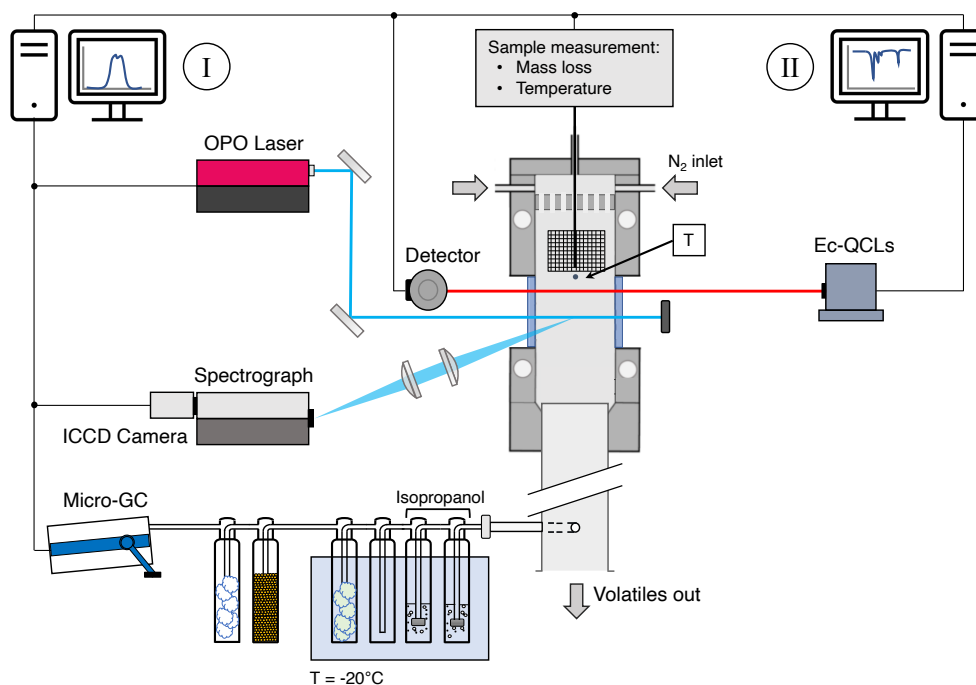 Sample measurement:
• Mass loss
• Temperature
I
II
OPO Laser
N₂ inlet
T
Detector
Ec-QCLs
Spectrograph
ICCD Camera
Micro-GC
Isopropanol
Volatiles out
T = -20°C